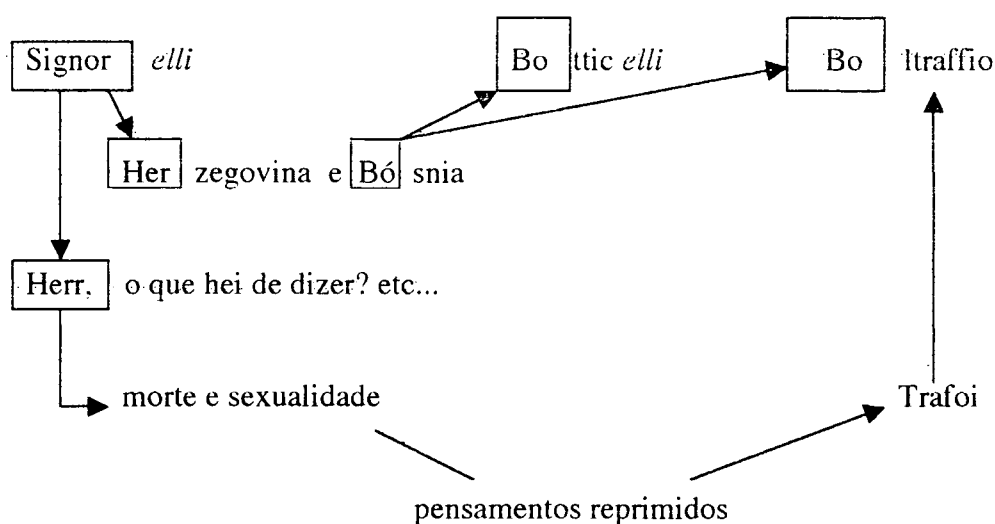 Signor elli Bo ttic elli Bo ltraffio
Her zegovina e Bó snia
Herr, o que hei de dizer? etc...
morte e sexualidade Trafoi
pensamentos reprimidos